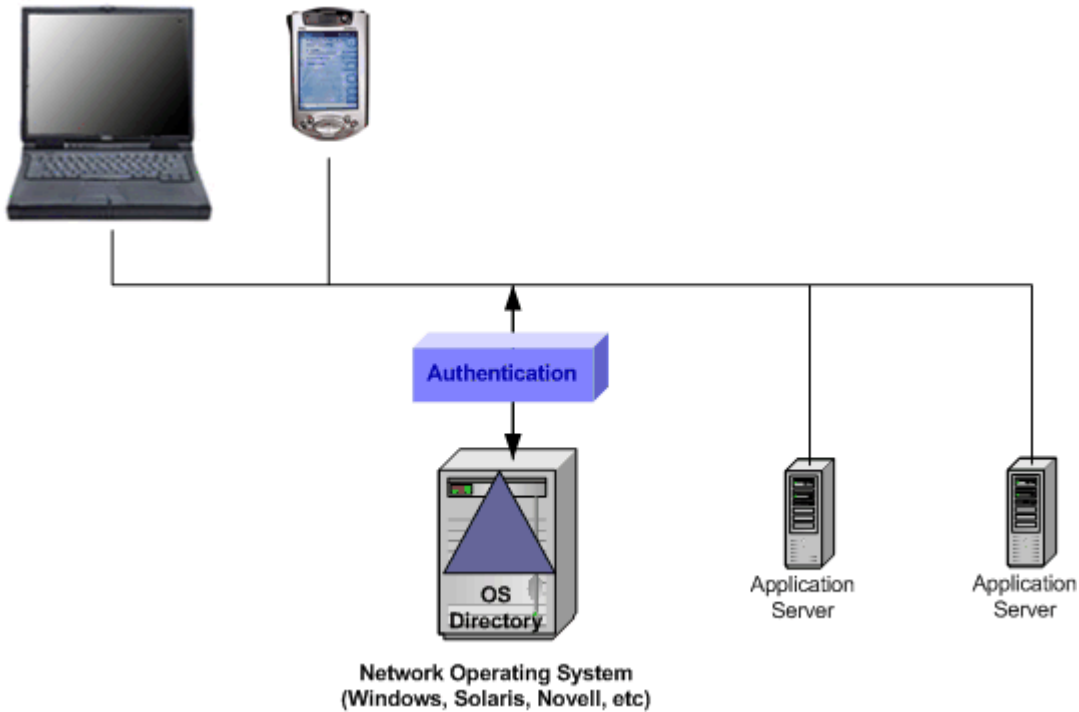 Authentication
OS
Directory
Application
Server
Application
Server
Network Operating System
(Windows, Solaris, Novell, etc)